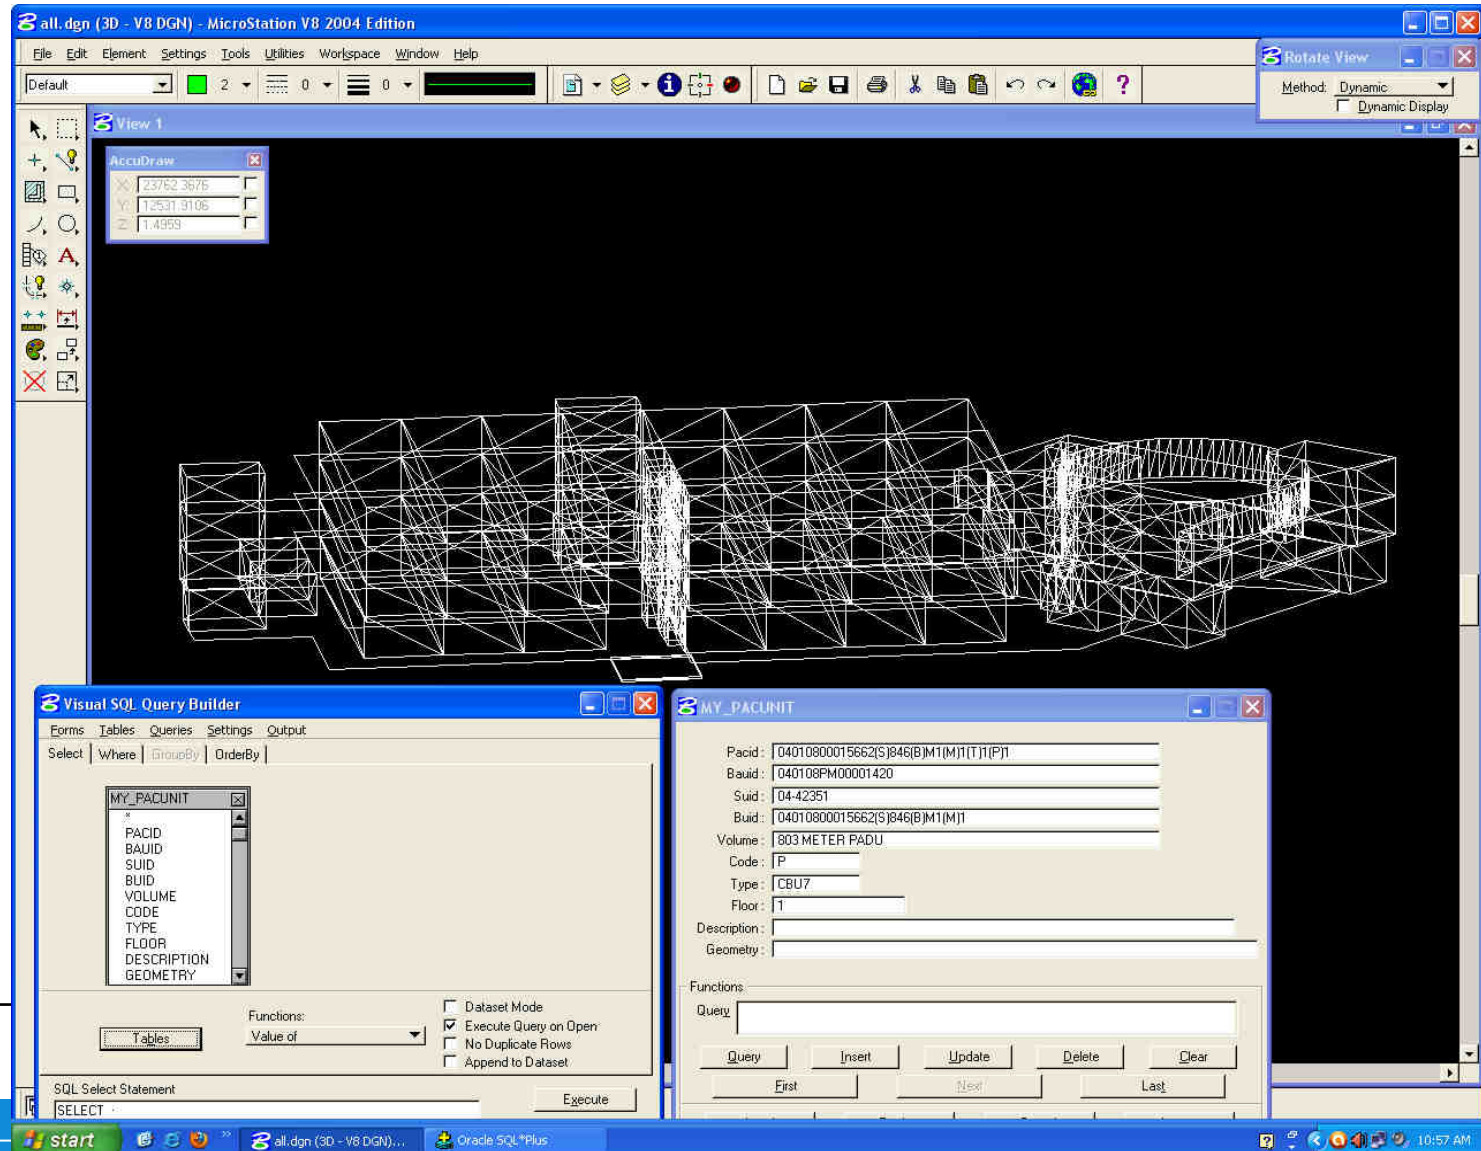 all.dgn (3D - V8 DGN) - MicroStation V8 2004 Edition
File Edit Element Settings Tools Utilities Workspace Window Help
Default 2 0 0
Rotate View
Method: Dynamic
Dynamic Display
View 1
AccuDraw
X: 23762.3676
Y: 12531.9106
Z: 1.4959
Visual SQL Query Builder
Forms Tables Queries Settings Output
Select Where GroupBy OrderBy
MY_PACUNIT
*
PACID
BAUID
SUID
BUID
VOLUME
CODE
TYPE
FLOOR
DESCRIPTION
GEOMETRY
Tables
Functions:
Value of
Dataset Mode
Execute Query on Open
No Duplicate Rows
Append to Dataset
SQL Select Statement
SELECT
Execute
MY_PACUNIT
Pacid: 04010800015662(S)846(B)M1(M)1(T)1(P)1
Bauid: 040108PM00001420
Suid: 04-42351
Buid: 04010800015662(S)846(B)M1(M)1
Volume: 803 METER PADU
Code: P
Type: CBU7
Floor: 1
Description:
Geometry:
Functions
Query
Query Insert Update Delete Clear
First Next Last
start all.dgn (3D - V8 DGN)... Oracle SQL*Plus 10:57 AM